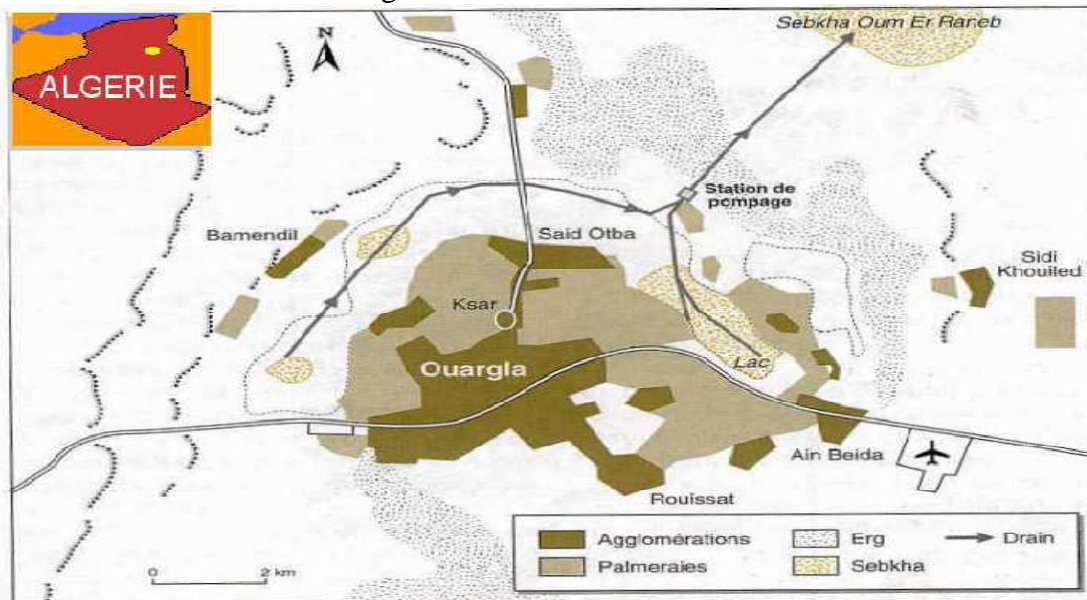 ALGERIE
N
Sebkha Oum Er Raneb
Station de
pompage
Bamendil
Said Otba
Sidi
Khouiled
Ksar
Ouargla
Lac
Ain Beida
Rouissat
0 2 km
Agglomérations
Erg
Drain
Palmeraies
Sebkha